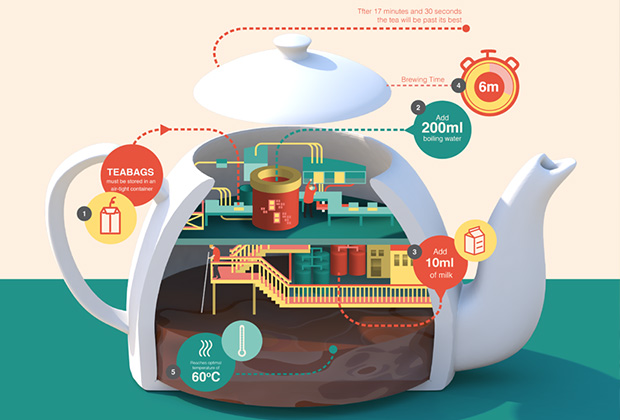 Tfter 17 minutes and 30 seconds
the tea will be past its best
Brewing Time
4
6m
2
Add
200ml
boiling water
TEABAGS
must be stored in an
air-tight container
1
3
Add
10ml
of milk
5
Reaches optimal
temperature of
60ºC